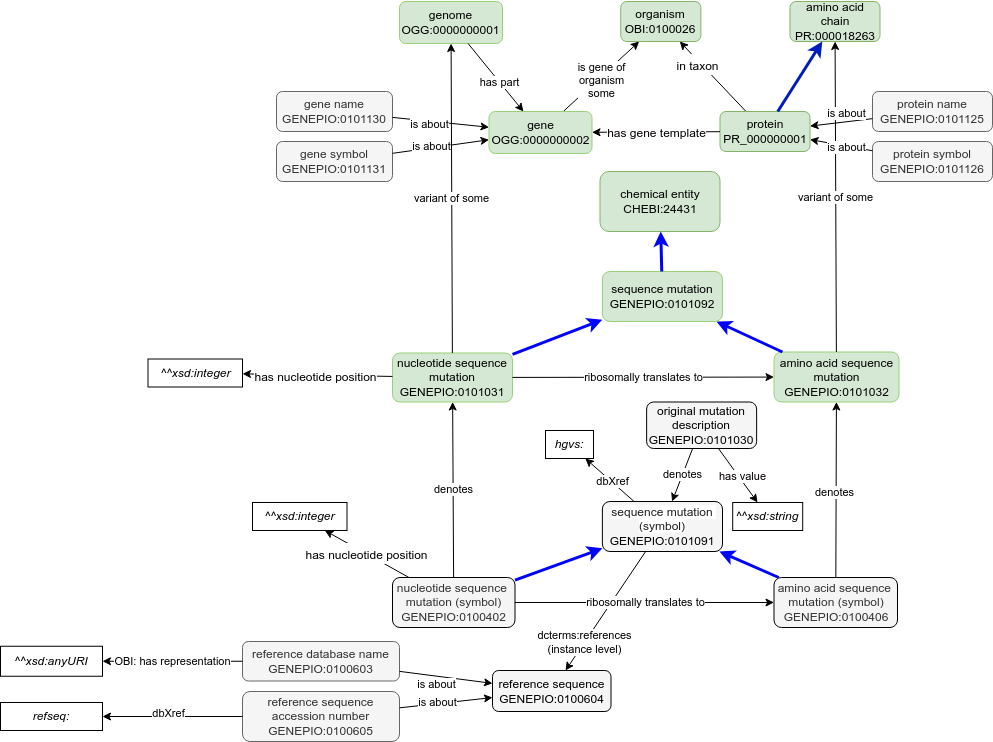 genome
OGG:0000000001
organism
OBI:0100026
amino acid
chain
PR:000018263
has part
is gene of
organism
some
in taxon
gene name
GENEPIO:0101130
is about
gene symbol
GENEPIO:0101131
is about
gene
OGG:0000000002
has gene template
protein
PR_000000001
is about
protein name
GENEPIO:0101125
is about
protein symbol
GENEPIO:0101126
variant of some
variant of some
chemical entity
CHEBI:24431
sequence mutation
GENEPIO:0101092
^^xsd:integer
has nucleotide position
nucleotide sequence
mutation
GENEPIO:0101031
ribosomally translates to
amino acid sequence
mutation
GENEPIO:0101032
original mutation
description
GENEPIO:0101030
hgvs:
dbXref
denotes
has value
denotes
denotes
^^xsd:integer
has nucleotide position
sequence mutation
(symbol)
GENEPIO:0101091
^^xsd:string
nucleotide sequence
mutation (symbol)
GENEPIO:0100402
ribosomally translates to
amino acid sequence
mutation (symbol)
GENEPIO:0100406
dcterms:references
(instance level)
^^xsd:anyURI
OBI: has representation
reference database name
GENEPIO:0100603
is about
reference sequence
GENEPIO:0100604
refseq:
dbXref
reference sequence
accession number
GENEPIO:0100605
is about